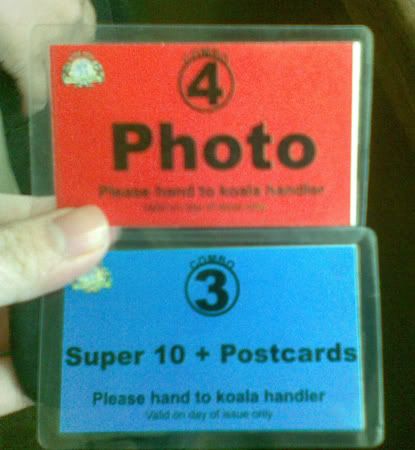 COMBO
4
Photo
Please hand to koala handler
Valid on day of issue only
COMBO
3
Super 10 + Postcards
Please hand to koala handler
Valid on day of issue only